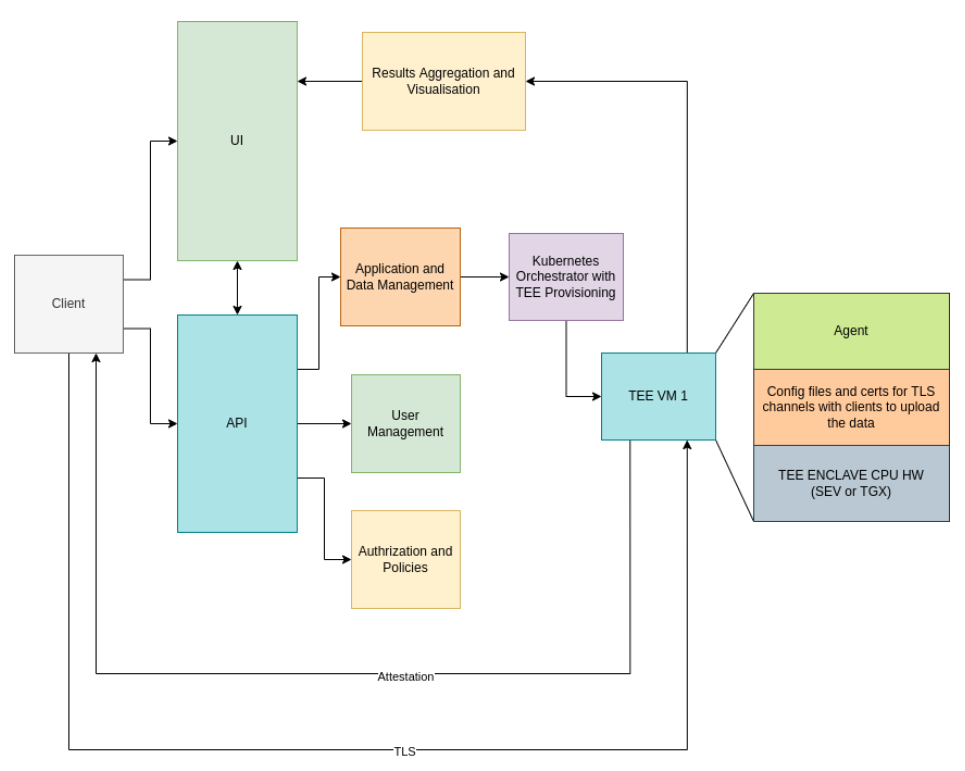 Results Aggregation and
Visualisation
UI
Application and
Data Management
Kubernetes
Orchestrator with
TEE Provisioning
Client
Agent
Config files and certs for TLS
channels with clients to upload
the data
TEE VM 1
API
User
Management
TEE ENCLAVE CPU HW
(SEV or TGX)
Authrization and
Policies
Attestation
TLS